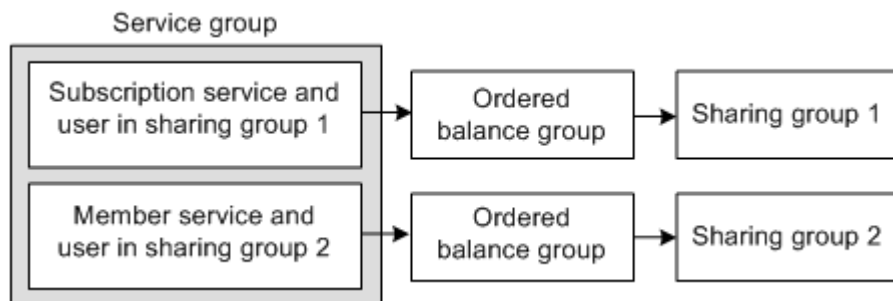 Service group
Subscription service and
user in sharing group 1
Ordered
balance group
Sharing group 1
Member service and
user in sharing group 2
Ordered
balance group
Sharing group 2